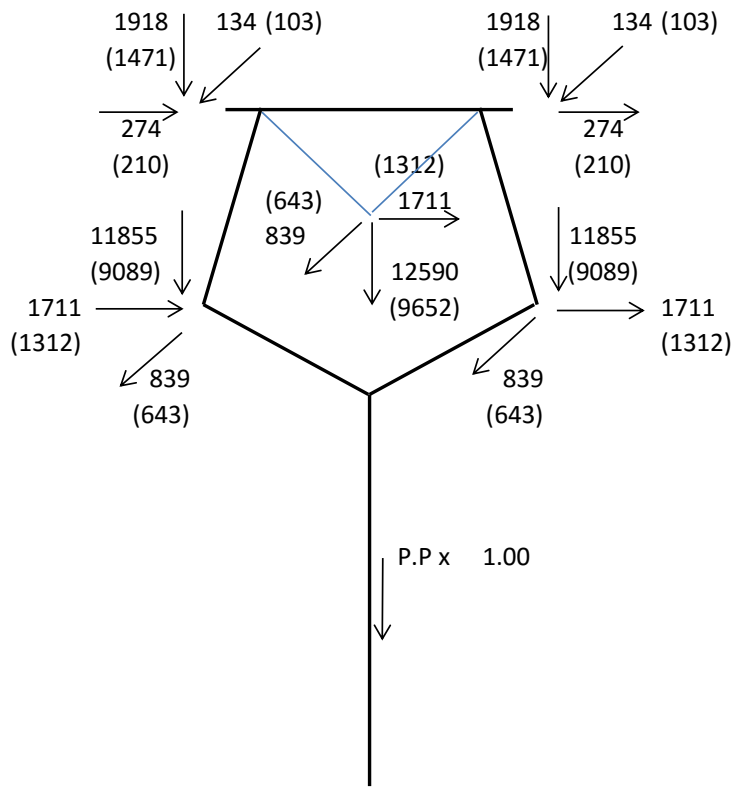 1918 134 (103) 1918 134 (103)
(1471) (1471)
274 274
(210) (1312) (210)
(643) 1711
11855 839 11855
(9089) 12590 (9089)
1711 (9652) 1711
(1312) (1312)
839 839
(643) (643)
P.P x 1.00